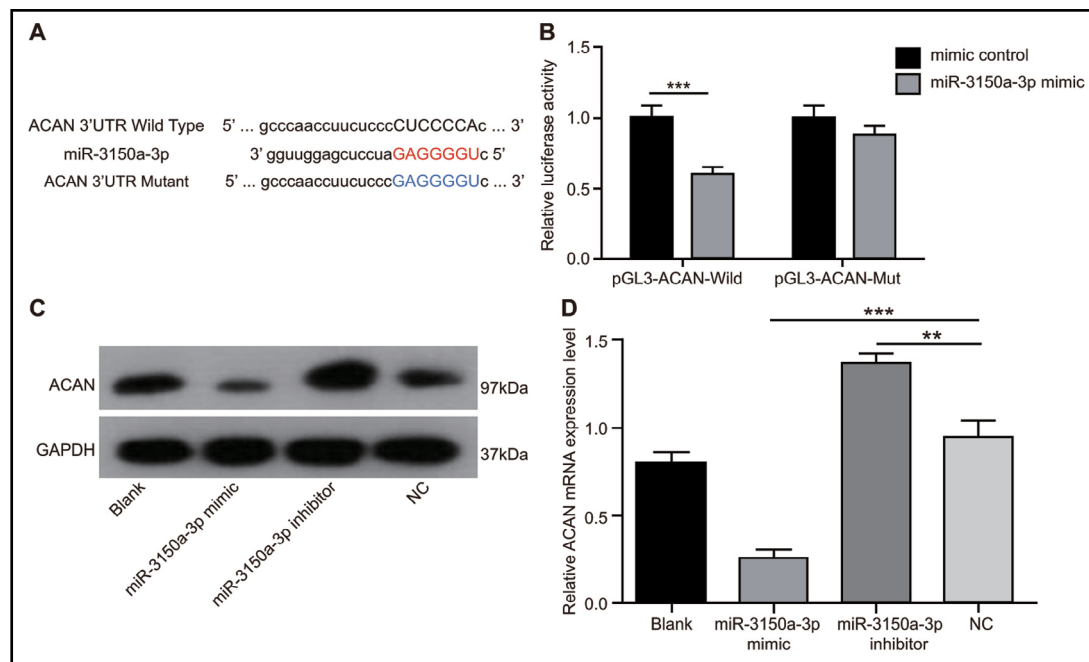 A
ACAN 3'UTR Wild Type 5' ... gcccaaccuucucccCUCCCCAc ... 3'
miR-3150a-3p 3' gguuggagcuccuaGAGGGGUc 5'
ACAN 3'UTR Mutant 5' ... gcccaaccuucucccGAGGGGUc ... 3'
B
Relative luciferase activity
1.5
1.0
0.5
0.0
***
mimic control
miR-3150a-3p mimic
pGL3-ACAN-Wild
pGL3-ACAN-Mut
C
ACAN
97kDa
GAPDH
37kDa
Blank
miR-3150a-3p mimic
miR-3150a-3p inhibitor
NC
D
Relative ACAN mRNA expression level
1.5
1.0
0.5
0.0
***
**
Blank
miR-3150a-3p
mimic
miR-3150a-3p
inhibitor
NC